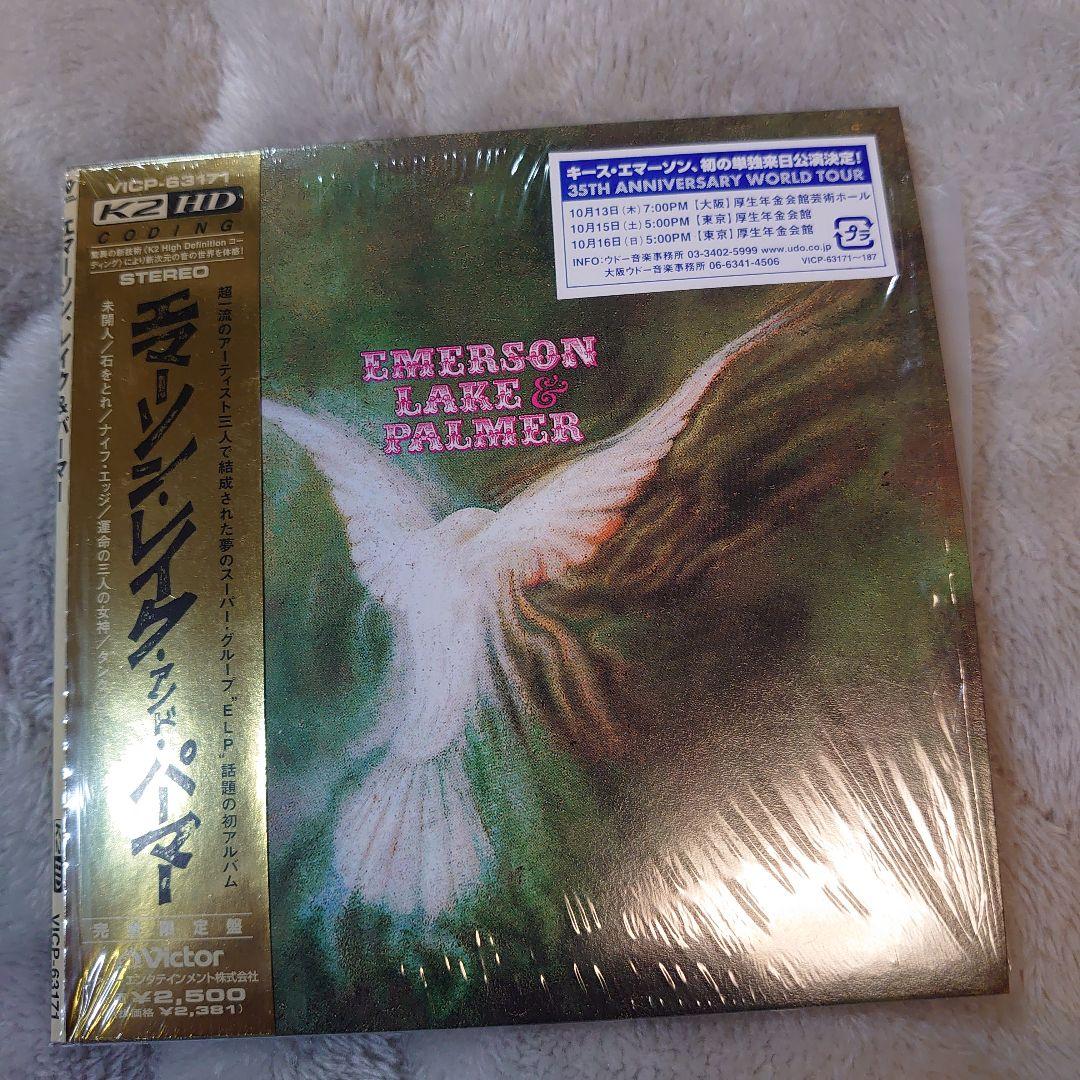 キース・エマーソン、初の単独来日公演決定!
35TH ANNIVERSARY WORLD TOUR
10月13日(木)7:00PM【大阪】厚生年金会館芸術ホール
10月15日(土)5:00PM【東京】厚生年金会館
10月16日(日)5:00PM【東京】厚生年金会館
INFO:ウドー音楽事務所 03-3402-5999 www.udo.co.jp
大阪ウドー音楽事務所 06-6341-4506
プラ
VICP-63171〜187
EMERSON
LAKE &
PALMER
VICP-63171
K2 HD
CODING
驚異の新技術〈K2 High Definition コー
ディング〉により新次元の音の世界を体感!
STEREO
超一流のアーティスト三人で結成された夢のスーパー・グループ"ELP"話題の初アルバム
エマーソン・レイク・アンド・パーマー
未開人/石をとれ/ナイフ・エッジ/運命の三人の女神/タンク
完全限定盤
Victor
エンタテインメント株式会社
¥2,500
価格 ¥2,381)
エマーソン・レイク&パーマー
K2HD
VICP-63171